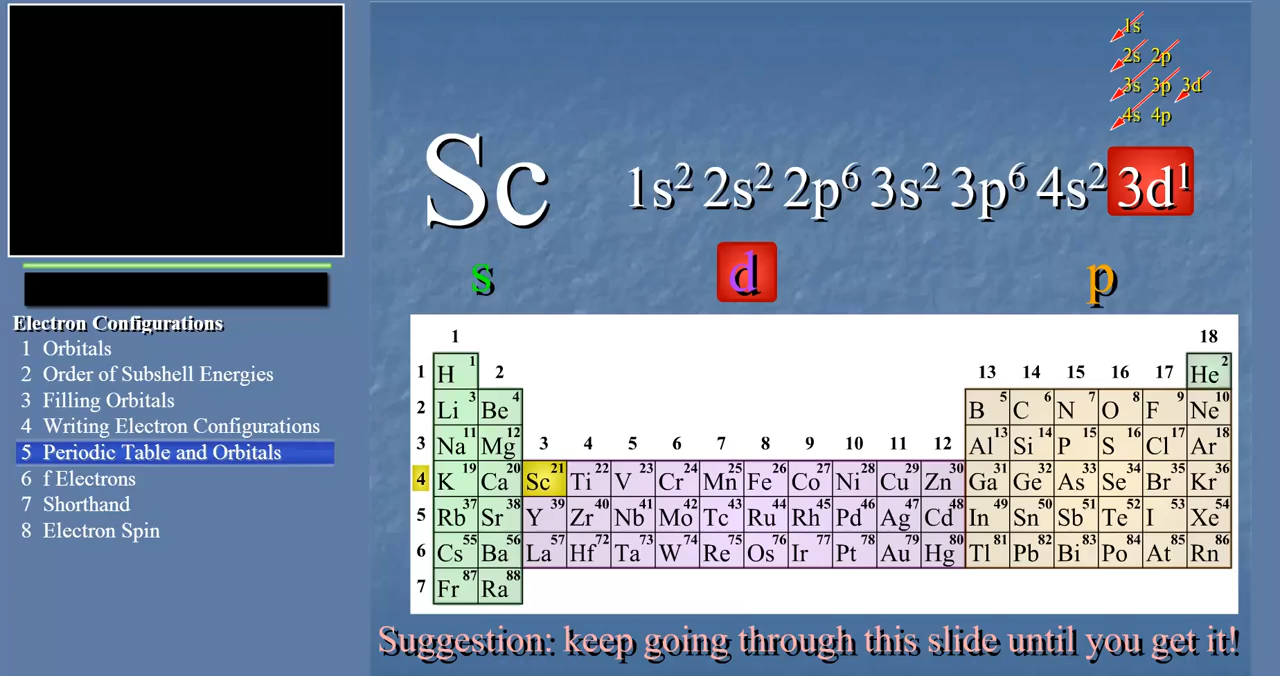 Electron Configurations
1 Orbitals
2 Order of Subshell Energies
3 Filling Orbitals
4 Writing Electron Configurations
5 Periodic Table and Orbitals
6 f Electrons
7 Shorthand
8 Electron Spin
1s
2s 2p
3s 3p 3d
4s 4p
Sc 1s² 2s² 2p⁶ 3s² 3p⁶ 4s² 3d¹
s d p
1 18
1 H 1 2 13 14 15 16 17 He 2
2 Li 3 Be 4 B 5 C 6 N 7 O 8 F 9 Ne 10
3 Na 11 Mg 12 3 4 5 6 7 8 9 10 11 12 Al 13 Si 14 P 15 S 16 Cl 17 Ar 18
4 K 19 Ca 20 Sc 21 Ti 22 V 23 Cr 24 Mn 25 Fe 26 Co 27 Ni 28 Cu 29 Zn 30 Ga 31 Ge 32 As 33 Se 34 Br 35 Kr 36
5 Rb 37 Sr 38 Y 39 Zr 40 Nb 41 Mo 42 Tc 43 Ru 44 Rh 45 Pd 46 Ag 47 Cd 48 In 49 Sn 50 Sb 51 Te 52 I 53 Xe 54
6 Cs 55 Ba 56 La 57 Hf 72 Ta 73 W 74 Re 75 Os 76 Ir 77 Pt 78 Au 79 Hg 80 Tl 81 Pb 82 Bi 83 Po 84 At 85 Rn 86
7 Fr 87 Ra 88
Suggestion: keep going through this slide until you get it!